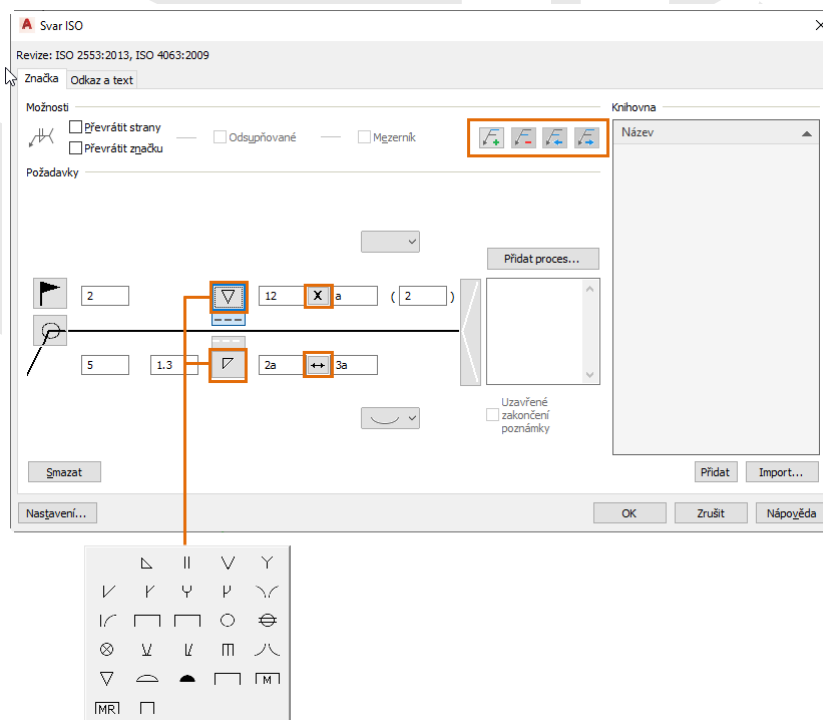 A Svar ISO
Revize: ISO 2553:2013, ISO 4063:2009
Značka Odkaz a text
Možnosti
Převrátit strany
Převrátit značku
Odsupňované
Mezerník
Knihovna
Název
Požadavky
Přidat proces...
2 12 X a ( 2 )
5 1.3 2a 3a
Uzavřené
zakončení
poznámky
Smazat
Přidat Import...
Nastavení... OK Zrušit Nápověda
M
MR